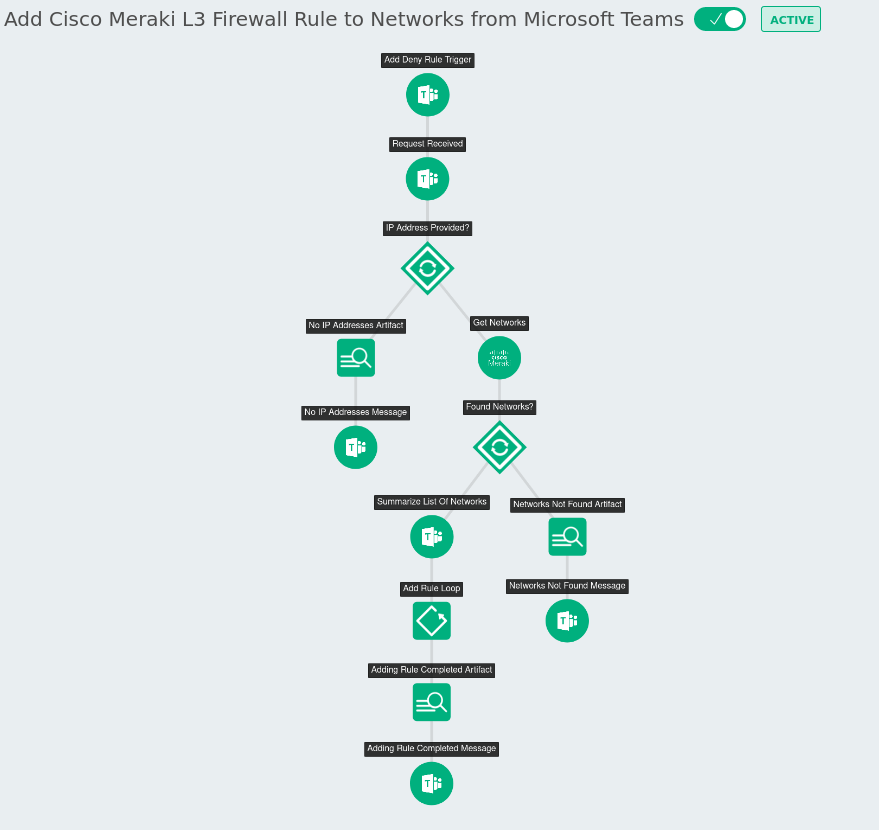 Add Cisco Meraki L3 Firewall Rule to Networks from Microsoft Teams
ACTIVE
Add Deny Rule Trigger
T
Request Received
T
IP Address Provided?
No IP Addresses Artifact
Get Networks
cisco
Meraki
No IP Addresses Message
Found Networks?
T
Summarize List Of Networks
Networks Not Found Artifact
T
Add Rule Loop
Networks Not Found Message
T
Adding Rule Completed Artifact
Adding Rule Completed Message
T